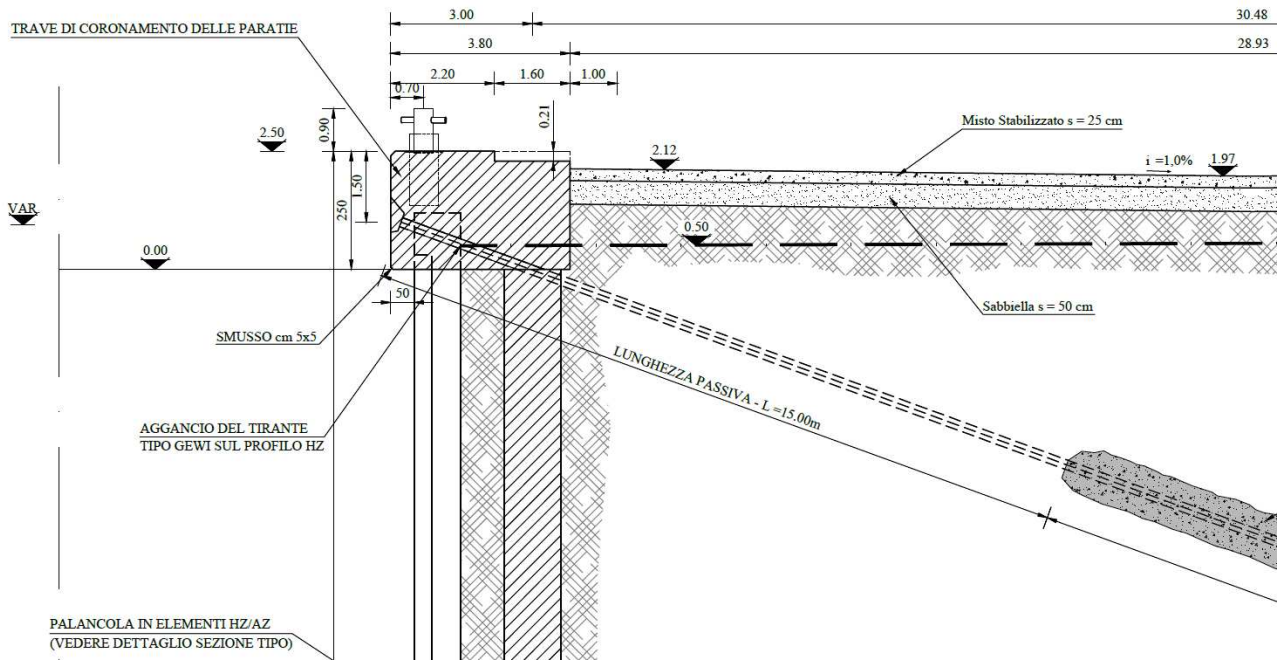 3.00
30.48
TRAVE DI CORONAMENTO DELLE PARATIE
3.80
28.93
2.20
1.60
1.00
0.70
0.90
0.21
2.50
Misto Stabilizzato s = 25 cm
2.12
i =1,0%
1.97
1.50
250
VAR.
0.50
0.00
50
Sabbiella s = 50 cm
SMUSSO cm 5x5
LUNGHEZZA PASSIVA - L =15.00m
AGGANCIO DEL TIRANTE
TIPO GEWI SUL PROFILO HZ
PALANCOLA IN ELEMENTI HZ/AZ
(VEDERE DETTAGLIO SEZIONE TIPO)